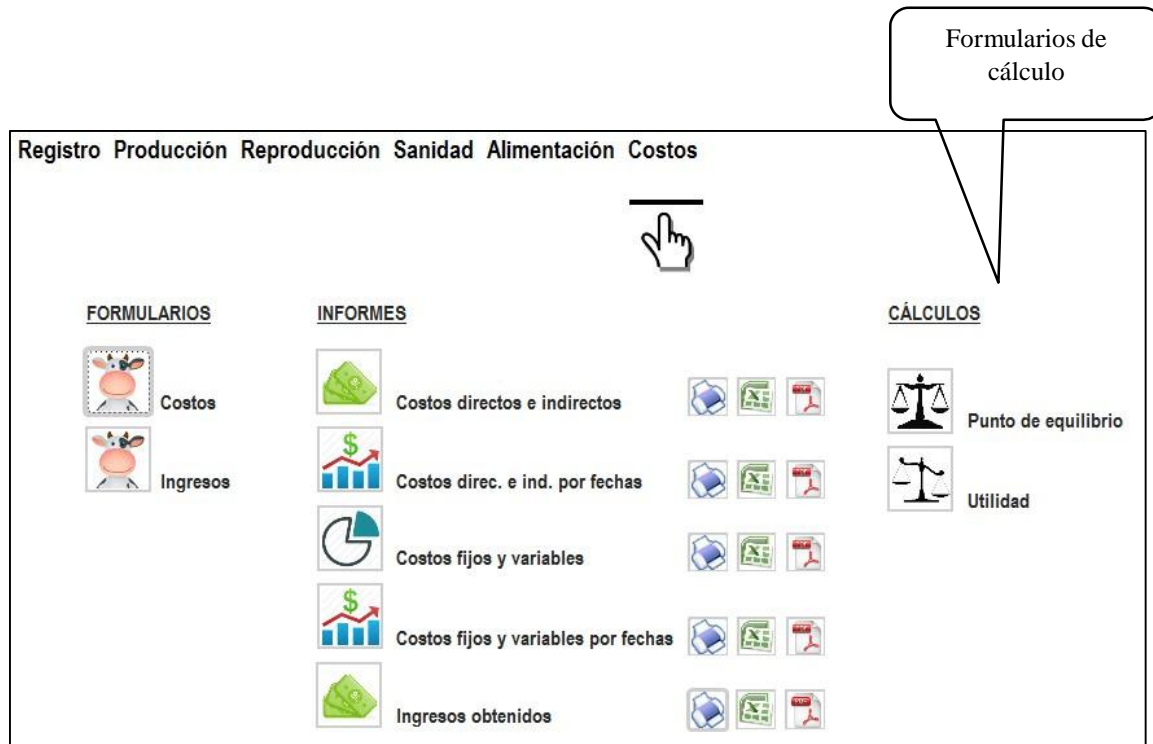 Formularios de
cálculo
Registro Producción Reproducción Sanidad Alimentación Costos
FORMULARIOS
Costos
Ingresos
INFORMES
Costos directos e indirectos
Costos direc. e ind. por fechas
Costos fijos y variables
Costos fijos y variables por fechas
Ingresos obtenidos
CÁLCULOS
Punto de equilibrio
Utilidad